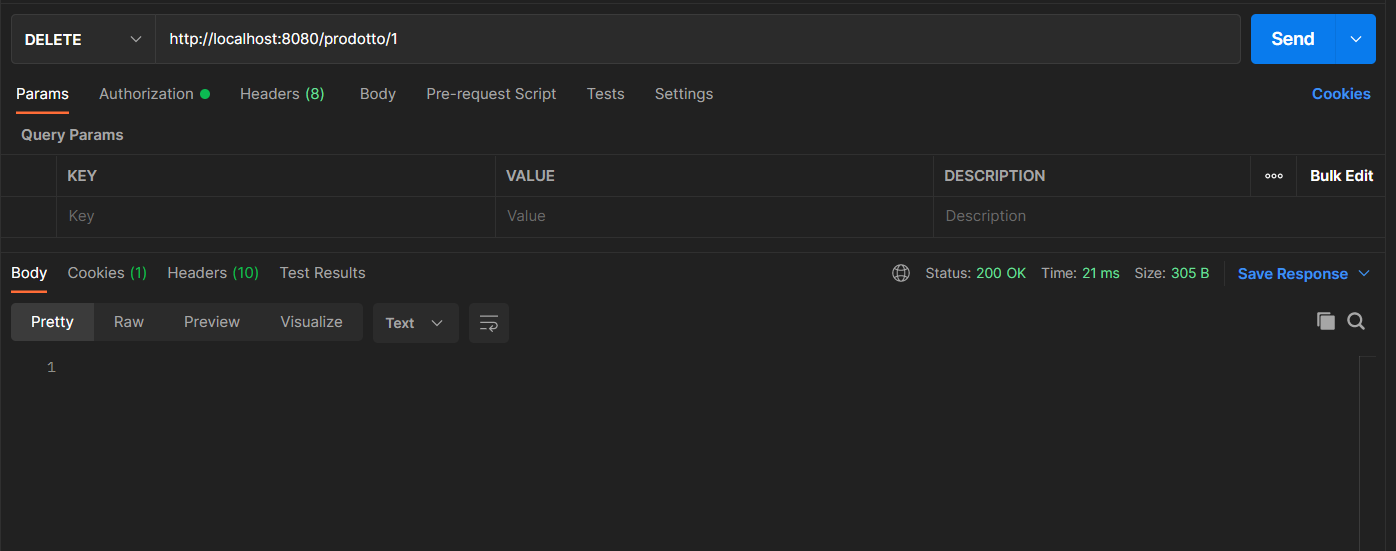 DELETE http://localhost:8080/prodotto/1 Send
Params Authorization Headers (8) Body Pre-request Script Tests Settings Cookies
Query Params
KEY VALUE DESCRIPTION ooo Bulk Edit
Key Value Description
Body Cookies (1) Headers (10) Test Results Status: 200 OK Time: 21 ms Size: 305 B Save Response
Pretty Raw Preview Visualize Text
1